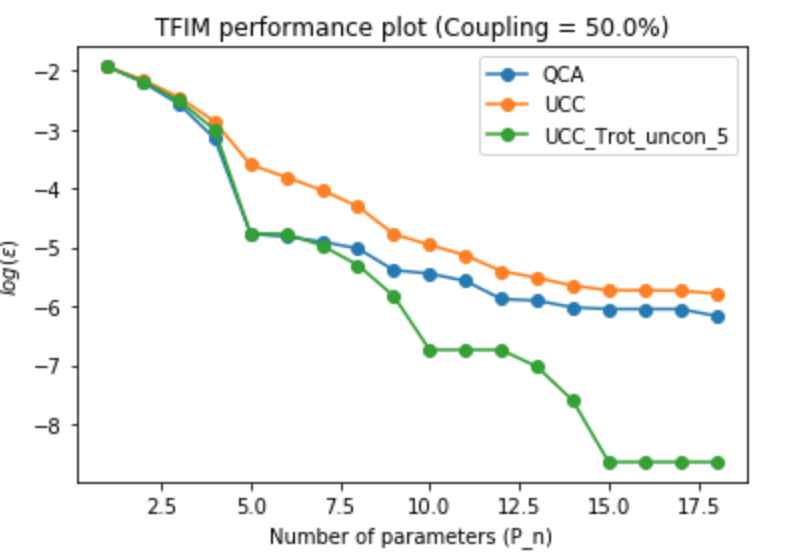 TFIM performance plot (Coupling = 50.0%)
QCA
UCC
UCC_Trot_uncon_5
log(ε)
−2
−3
−4
−5
−6
−7
−8
2.5 5.0 7.5 10.0 12.5 15.0 17.5
Number of parameters (P_n)